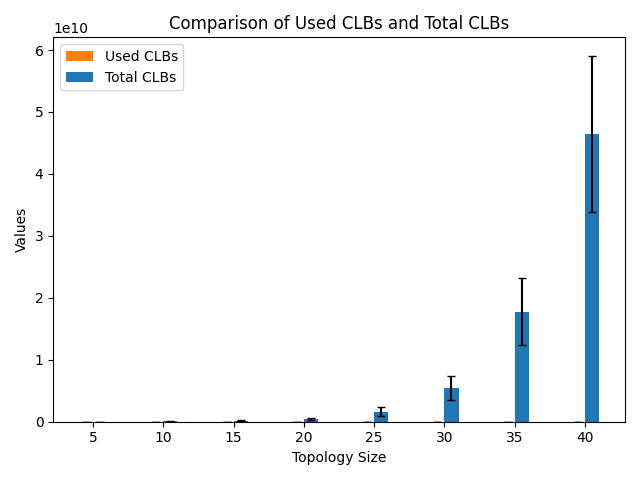 Comparison of Used CLBs and Total CLBs
1e10
Used CLBs
Total CLBs
6
5
4
3
2
1
0
Values
5 10 15 20 25 30 35 40
Topology Size